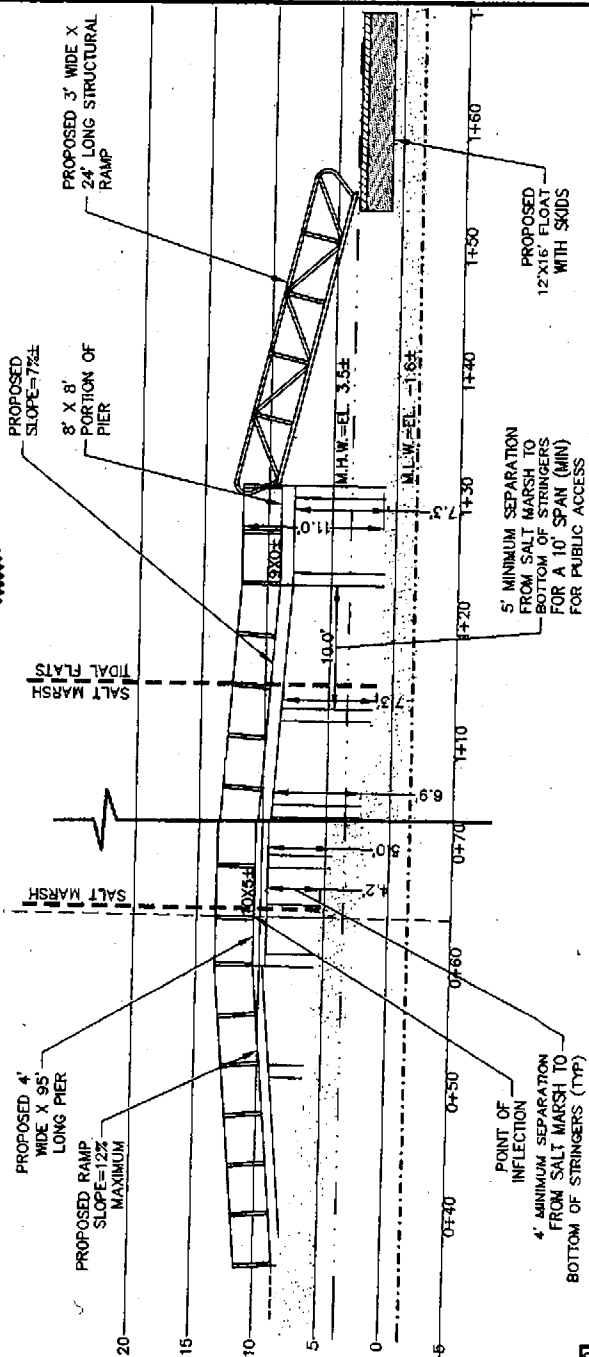 PROPOSED 4'
WIDE X 95'
LONG PIER
PROPOSED RAMP
SLOPE=12%
MAXIMUM
SALT MARSH
SALT MARSH
TIDAL FLATS
PROPOSED
SLOPE=7%±
8' X 8'
PORTION OF
PIER
PROPOSED 3' WIDE X
24' LONG STRUCTURAL
RAMP
20
15
10
5
0
-5
9X0±
11.0'
7.3'
10.0'
7.3'
6.9'
5.0'
4.2'
M.H.W.=EL. 3.5±
M.L.W.=EL. -1.6±
0+40
0+50
0+60
0+70
1+10
1+20
1+30
1+40
1+50
1+60
POINT OF
INFLECTION
4' MINIMUM SEPARATION
FROM SALT MARSH TO
BOTTOM OF STRINGERS (TYP)
5' MINIMUM SEPARATION
FROM SALT MARSH TO
BOTTOM OF STRINGERS
FOR A 10' SPAN (MIN)
FOR PUBLIC ACCESS
PROPOSED
12'X16' FLOAT
WITH SKIDS